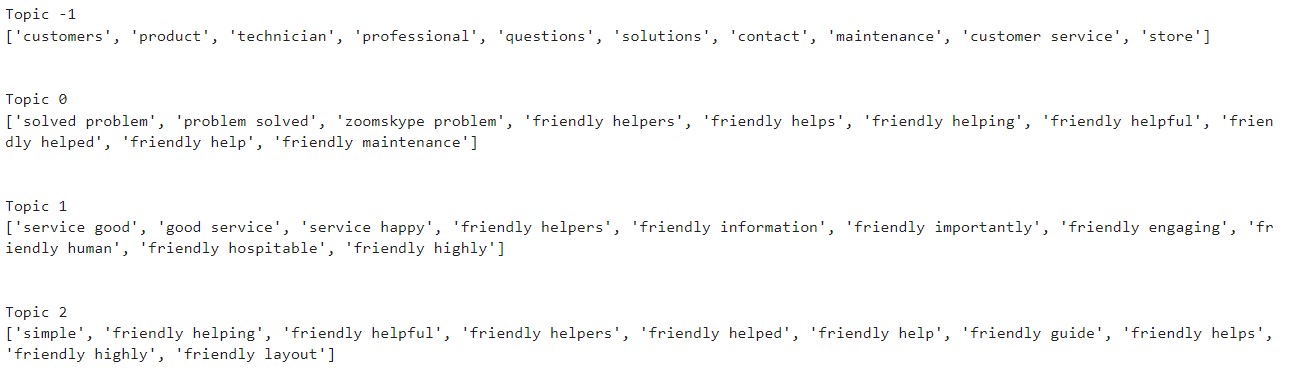 Topic -1
['customers', 'product', 'technician', 'professional', 'questions', 'solutions', 'contact', 'maintenance', 'customer service', 'store']
Topic 0
['solved problem', 'problem solved', 'zoomskype problem', 'friendly helpers', 'friendly helps', 'friendly helping', 'friendly helpful', 'frien
dly helped', 'friendly help', 'friendly maintenance']
Topic 1
['service good', 'good service', 'service happy', 'friendly helpers', 'friendly information', 'friendly importantly', 'friendly engaging', 'fr
iendly human', 'friendly hospitable', 'friendly highly']
Topic 2
['simple', 'friendly helping', 'friendly helpful', 'friendly helpers', 'friendly helped', 'friendly help', 'friendly guide', 'friendly helps',
'friendly highly', 'friendly layout']